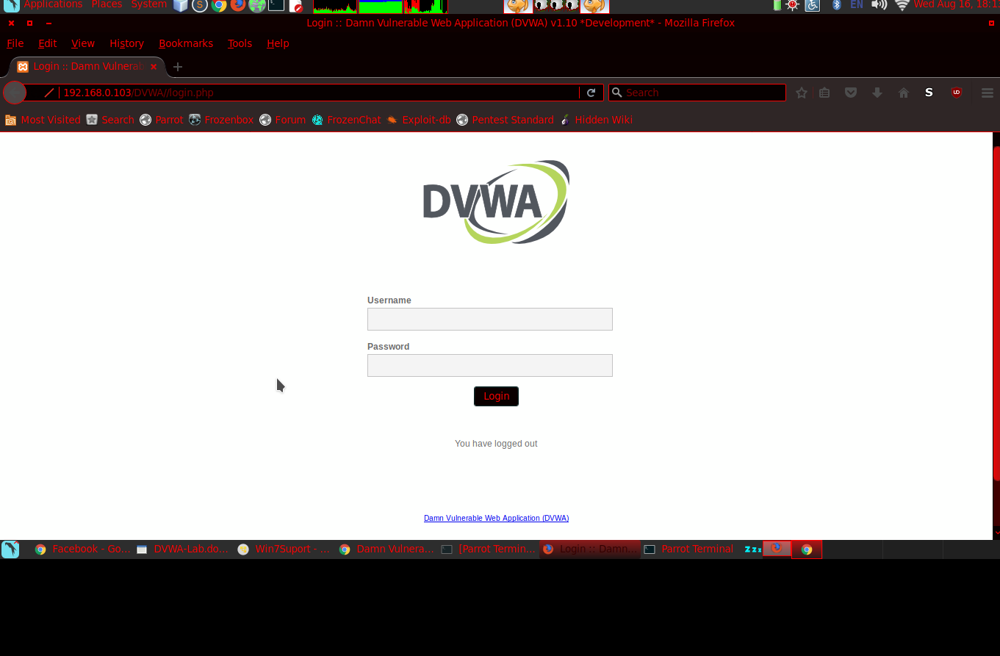 Applications Places System EN Wed Aug 16, 18:1
Login :: Damn Vulnerable Web Application (DVWA) v1.10 *Development* - Mozilla Firefox
File Edit View History Bookmarks Tools Help
Login :: Damn Vulnerab
192.168.0.103/DVWA//login.php Search S
Most Visited Search Parrot Frozenbox Forum FrozenChat Exploit-db Pentest Standard Hidden Wiki
DVWA
Username
Password
Login
You have logged out
Damn Vulnerable Web Application (DVWA)
Facebook - Go... DVWA-Lab.do... Win7Suport - ... Damn Vulnera... [Parrot Termin... Login :: Damn... Parrot Terminal Z z z